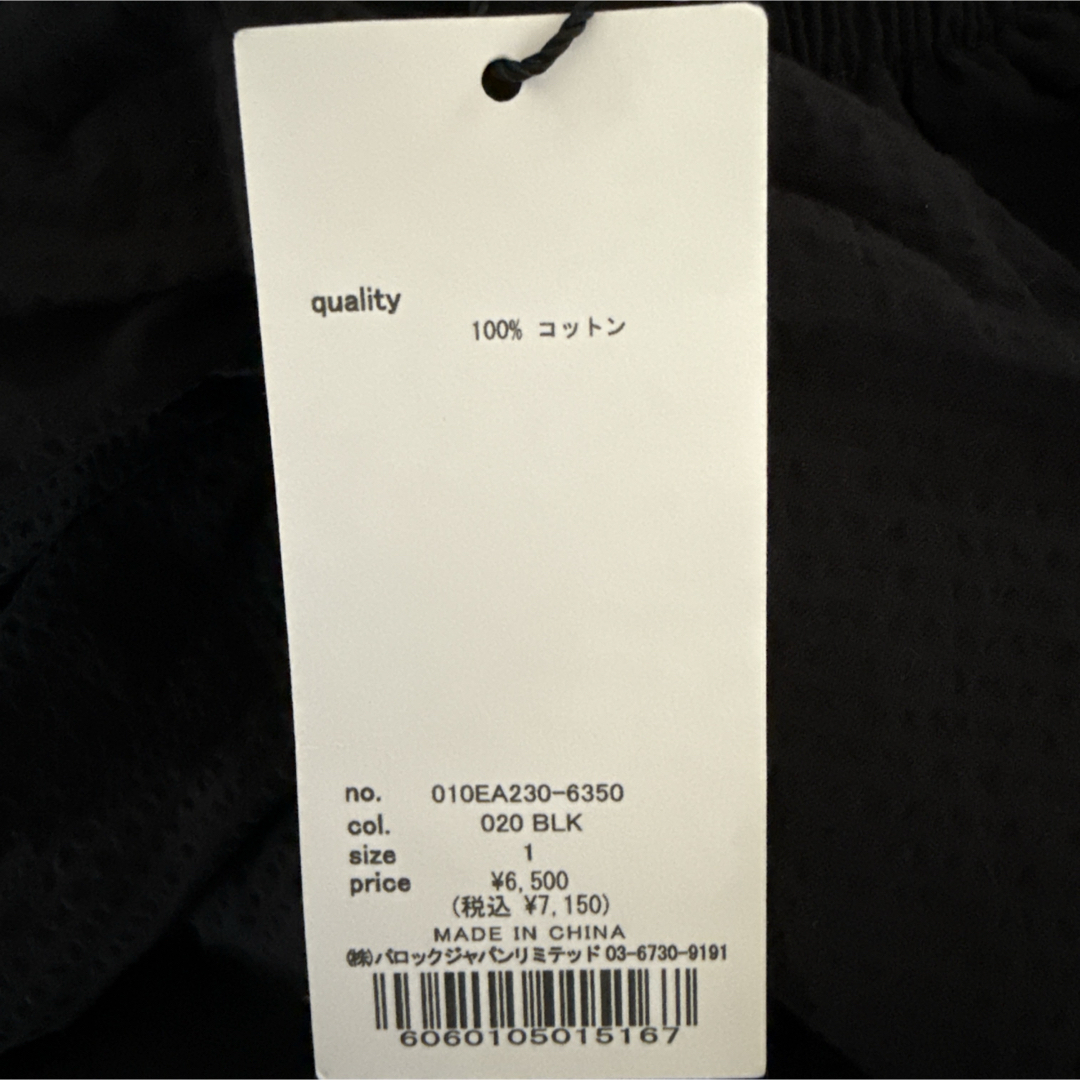 quality
100% コットン
no. 010EA230-6350
col. 020 BLK
size 1
price ¥6,500
(税込 ¥7,150)
MADE IN CHINA
㈱バロックジャパンリミテッド 03-6730-9191
6060105015167